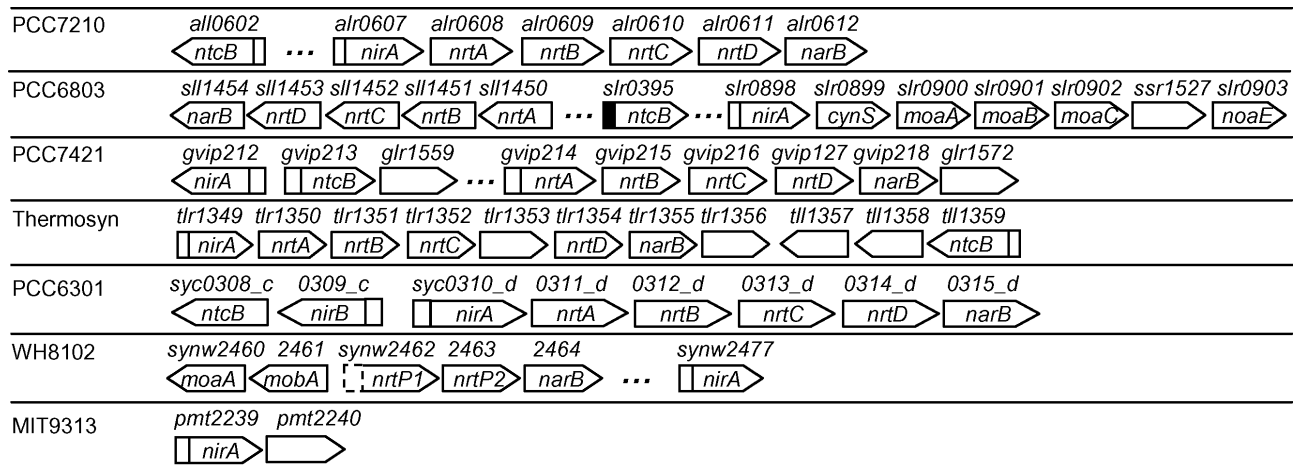 PCC7210 all0602 alr0607 alr0608 alr0609 alr0610 alr0611 alr0612
ntcB ... nirA nrtA nrtB nrtC nrtD narB
PCC6803 sll1454 sll1453 sll1452 sll1451 sll1450 slr0395 slr0898 slr0899 slr0900 slr0901 slr0902 ssr1527 slr0903
narB nrtD nrtC nrtB nrtA ... ntcB ... nirA cynS moaA moaB moaC noaE
PCC7421 gvip212 gvip213 glr1559 gvip214 gvip215 gvip216 gvip127 gvip218 glr1572
nirA ntcB ... nrtA nrtB nrtC nrtD narB
Thermosyn tlr1349 tlr1350 tlr1351 tlr1352 tlr1353 tlr1354 tlr1355 tlr1356 tll1357 tll1358 tll1359
nirA nrtA nrtB nrtC nrtD narB ntcB
PCC6301 syc0308_c 0309_c syc0310_d 0311_d 0312_d 0313_d 0314_d 0315_d
ntcB nirB nirA nrtA nrtB nrtC nrtD narB
WH8102 synw2460 2461 synw2462 2463 2464 synw2477
moaA mobA nrtP1 nrtP2 narB ... nirA
MIT9313 pmt2239 pmt2240
nirA